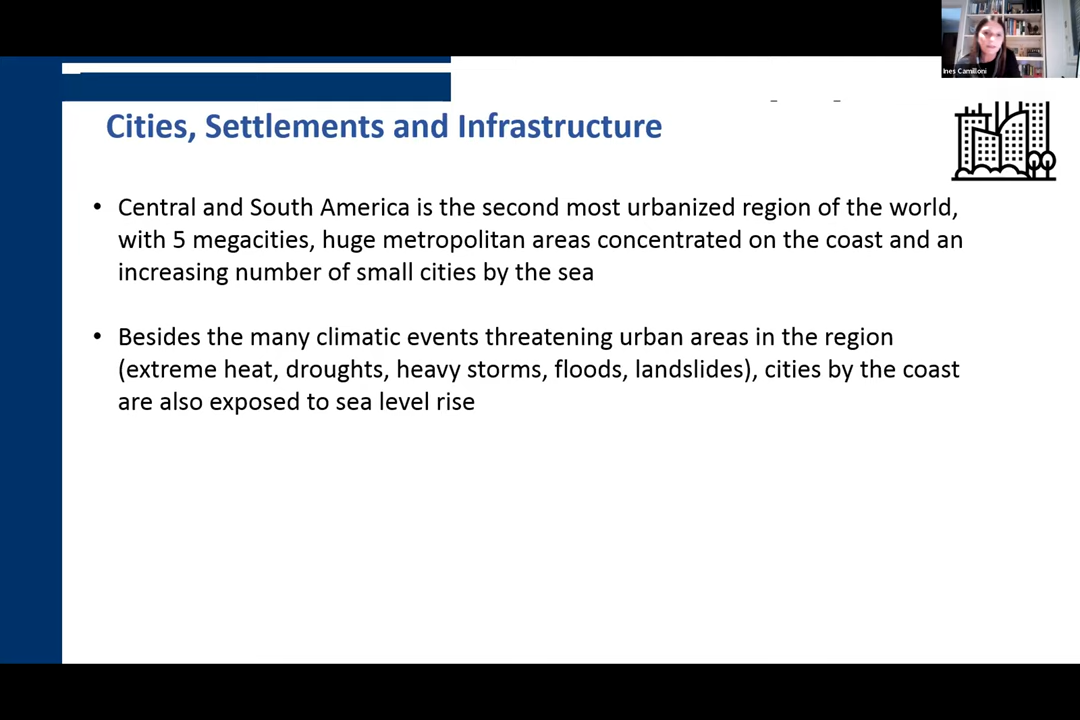 Ines Camilloni
Cities, Settlements and Infrastructure
• Central and South America is the second most urbanized region of the world,
with 5 megacities, huge metropolitan areas concentrated on the coast and an
increasing number of small cities by the sea
• Besides the many climatic events threatening urban areas in the region
(extreme heat, droughts, heavy storms, floods, landslides), cities by the coast
are also exposed to sea level rise